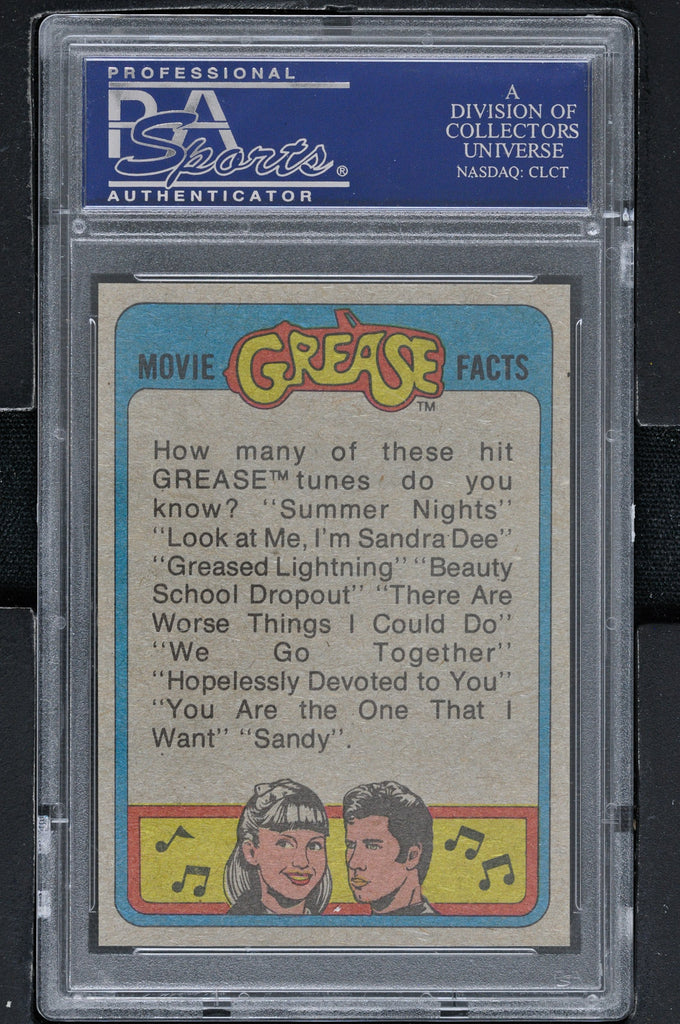 PROFESSIONAL
PSA
Sports®
AUTHENTICATOR
A
DIVISION OF
COLLECTORS
UNIVERSE
NASDAQ: CLCT
MOVIE GREASE FACTS
TM
How many of these hit
GREASE™ tunes do you
know? "Summer Nights"
"Look at Me, I'm Sandra Dee"
"Greased Lightning" "Beauty
School Dropout" "There Are
Worse Things I Could Do"
"We Go Together"
"Hopelessly Devoted to You"
"You Are the One That I
Want" "Sandy".